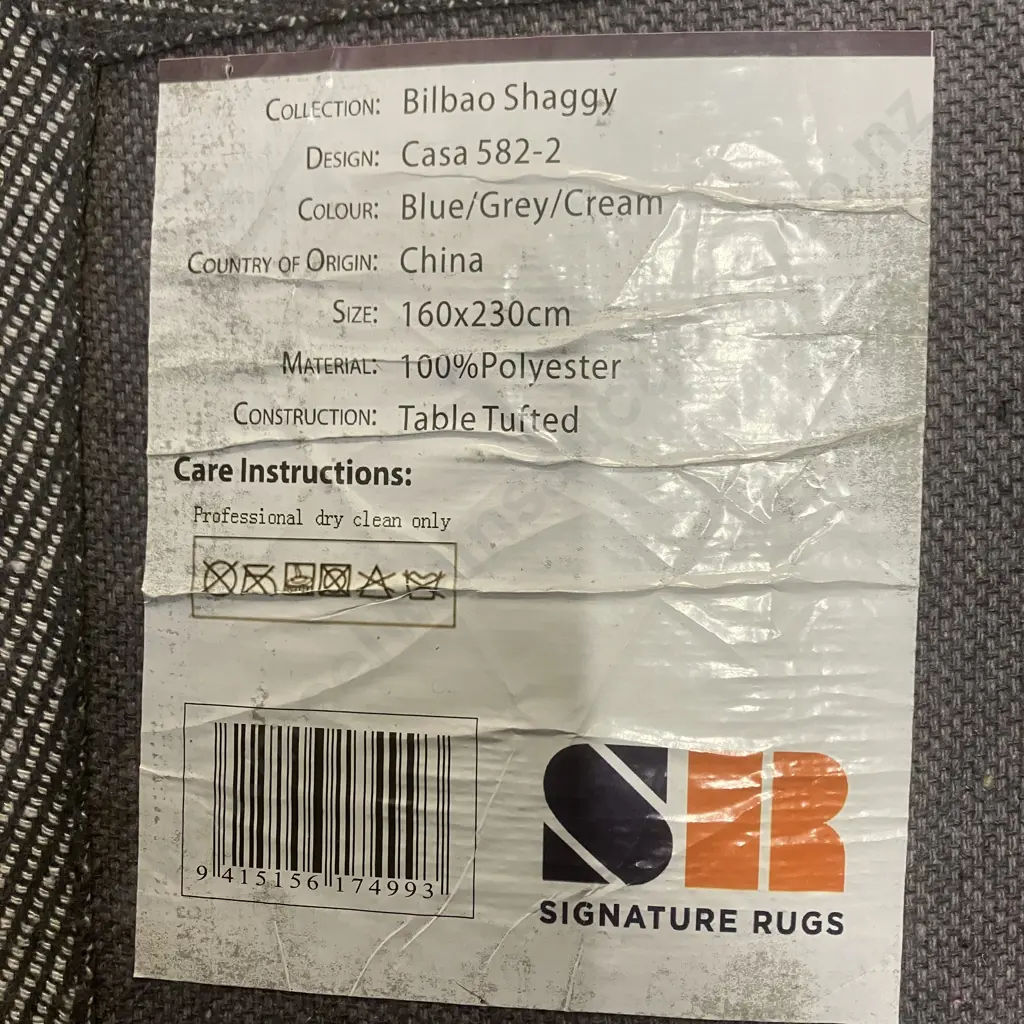 COLLECTION: Bilbao Shaggy
DESIGN: Casa 582-2
COLOUR: Blue/Grey/Cream
COUNTRY OF ORIGIN: China
SIZE: 160x230cm
MATERIAL: 100%Polyester
CONSTRUCTION: Table Tufted
Care Instructions:
Professional dry clean only
9 415156 174993
SR
SIGNATURE RUGS